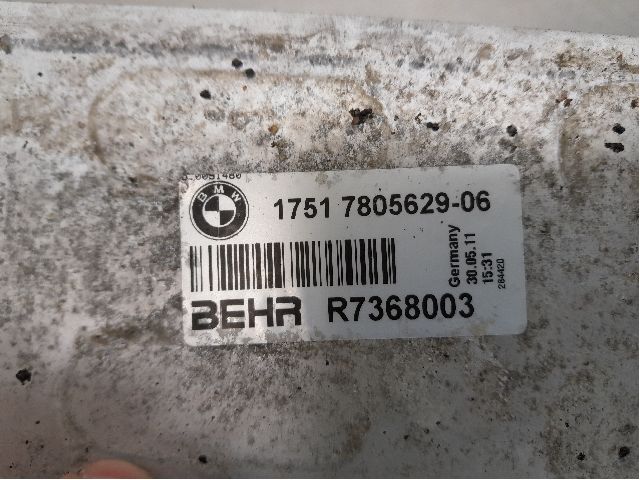 BMW
1751 7805629-06
Germany
30.05.11
15:31
284420
BEHR R7368003